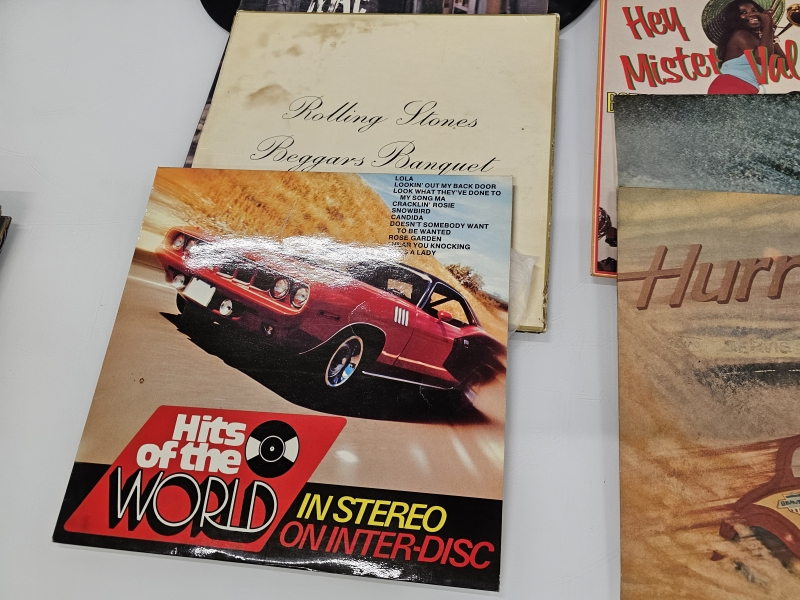 Hey
Mister Val
Rolling Stones
Beggars Banquet
LOLA
LOOKIN' OUT MY BACK DOOR
LOOK WHAT THEY'VE DONE TO
MY SONG MA
CRACKLIN' ROSIE
SNOWBIRD
CANDIDA
DOESN'T SOMEBODY WANT
TO BE WANTED
ROSE GARDEN
HEAR YOU KNOCKING
A LADY
Hurr
Hits
of the
WORLD
IN STEREO
ON INTER-DISC